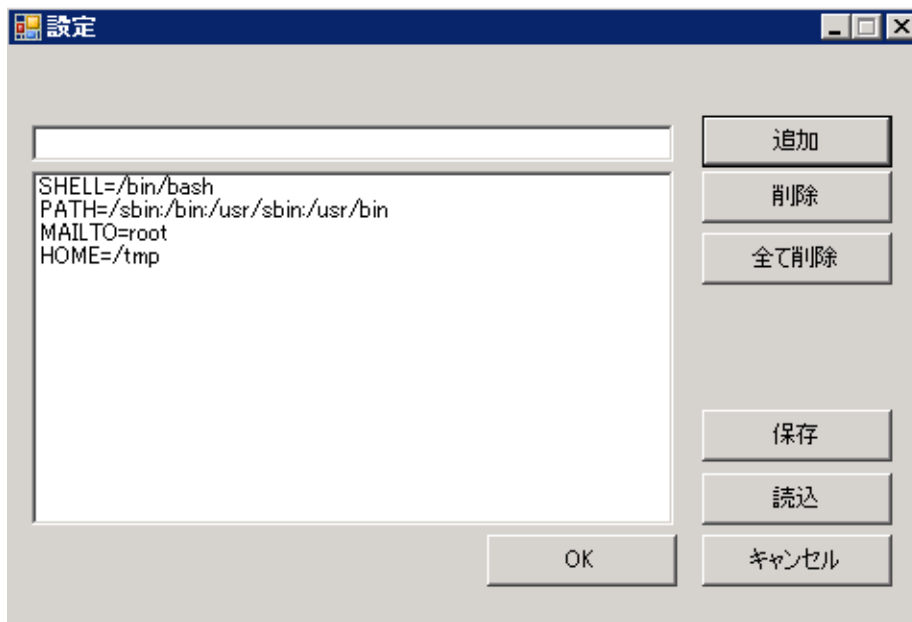 設定
追加
SHELL=/bin/bash
PATH=/sbin:/bin:/usr/sbin:/usr/bin
MAILTO=root
HOME=/tmp
削除
全て削除
保存
読込
OK
キャンセル